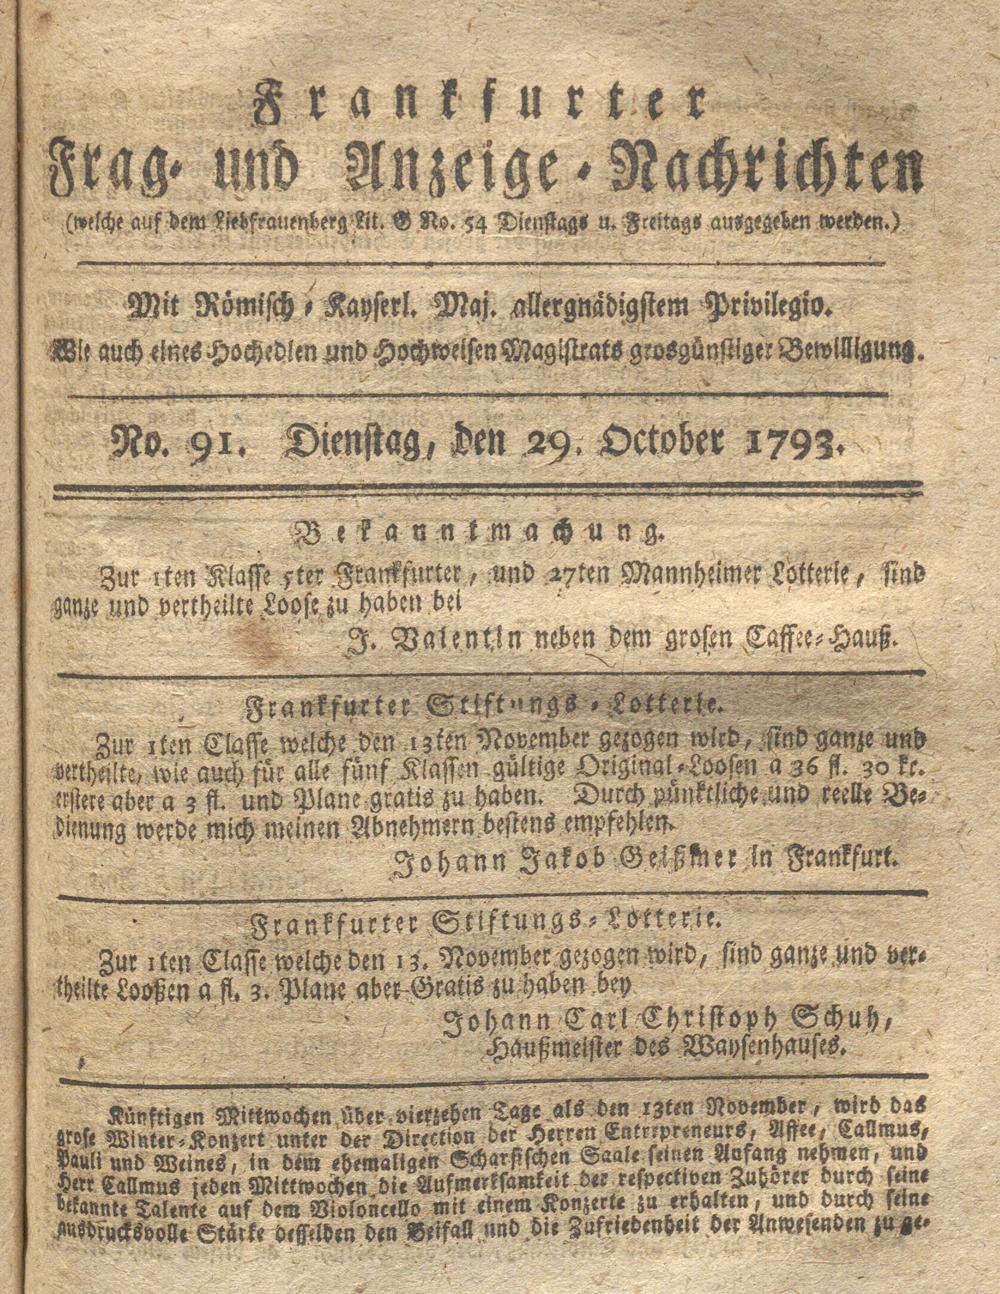 Frankfurter
Frag- und Anzeige-Nachrichten
(welche auf dem Liebfrauenberg Lit. G No. 54 Dienstags u. Freitags ausgegeben werden.)
Mit Römisch-Kayserl. Maj. allergnädigstem Privilegio.
Wie auch eines Hochedlen und Hochweisen Magistrats grosgünstiger Bewilligung.
No. 91. Dienstag, den 29. October 1793.
Bekanntmachung.
Zur 1ten Klasse 5ter Frankfurter, und 27ten Mannheimer Lotterie, sind
ganze und vertheilte Loose zu haben bei
J. Valentin neben dem grosen Caffee-Hauß.
Frankfurter Stiftungs-Lotterie.
Zur 1ten Classe welche den 13ten November gezogen wird, sind ganze und
vertheilte, wie auch für alle fünf Klassen gültige Original-Loosen a 36 fl. 30 kr.
erstere aber a 3 fl. und Plane gratis zu haben. Durch pünktliche und reelle Be-
dienung werde mich meinen Abnehmern bestens empfehlen.
Johann Jakob Geißmer in Frankfurt.
Frankfurter Stiftungs-Lotterie.
Zur 1ten Classe welche den 13. November gezogen wird, sind ganze und ver-
theilte Looßen a fl. 3. Plane aber Gratis zu haben bey
Johann Carl Christoph Schuh,
Haußmeister des Waysenhauses.
Künftigen Mittwochen über vierzehen Tage als den 13ten November, wird das
grose Winter-Konzert unter der Direction der Herren Entrepreneurs, Affee, Callmus,
Pauli und Weines, in dem ehemaligen Scharfischen Saale seinen Anfang nehmen, und
Herr Callmus jeden Mittwochen die Aufmerksamkeit der respectiven Zuhörer durch seine
bekannte Talente auf dem Violoncello mit einem Konzerte zu erhalten, und durch seine
ausdrucksvolle Stärke desselben den Beifall und die Zufriedenheit der Anwesenden zu ge-